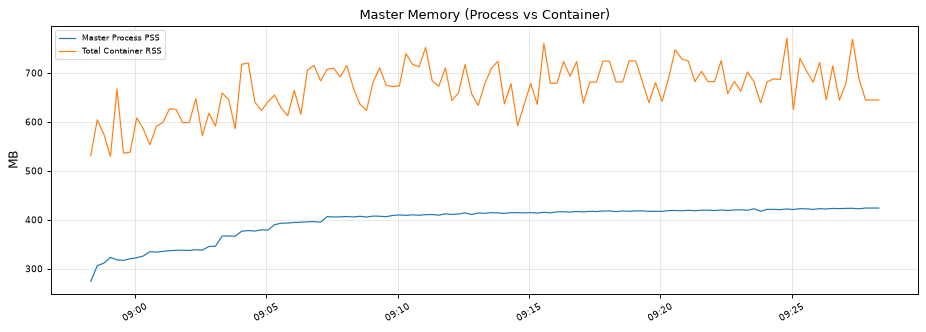 Master Memory (Process vs Container)
Master Process PSS
Total Container RSS
MB
700
600
500
400
300
09:00
09:05
09:10
09:15
09:20
09:25